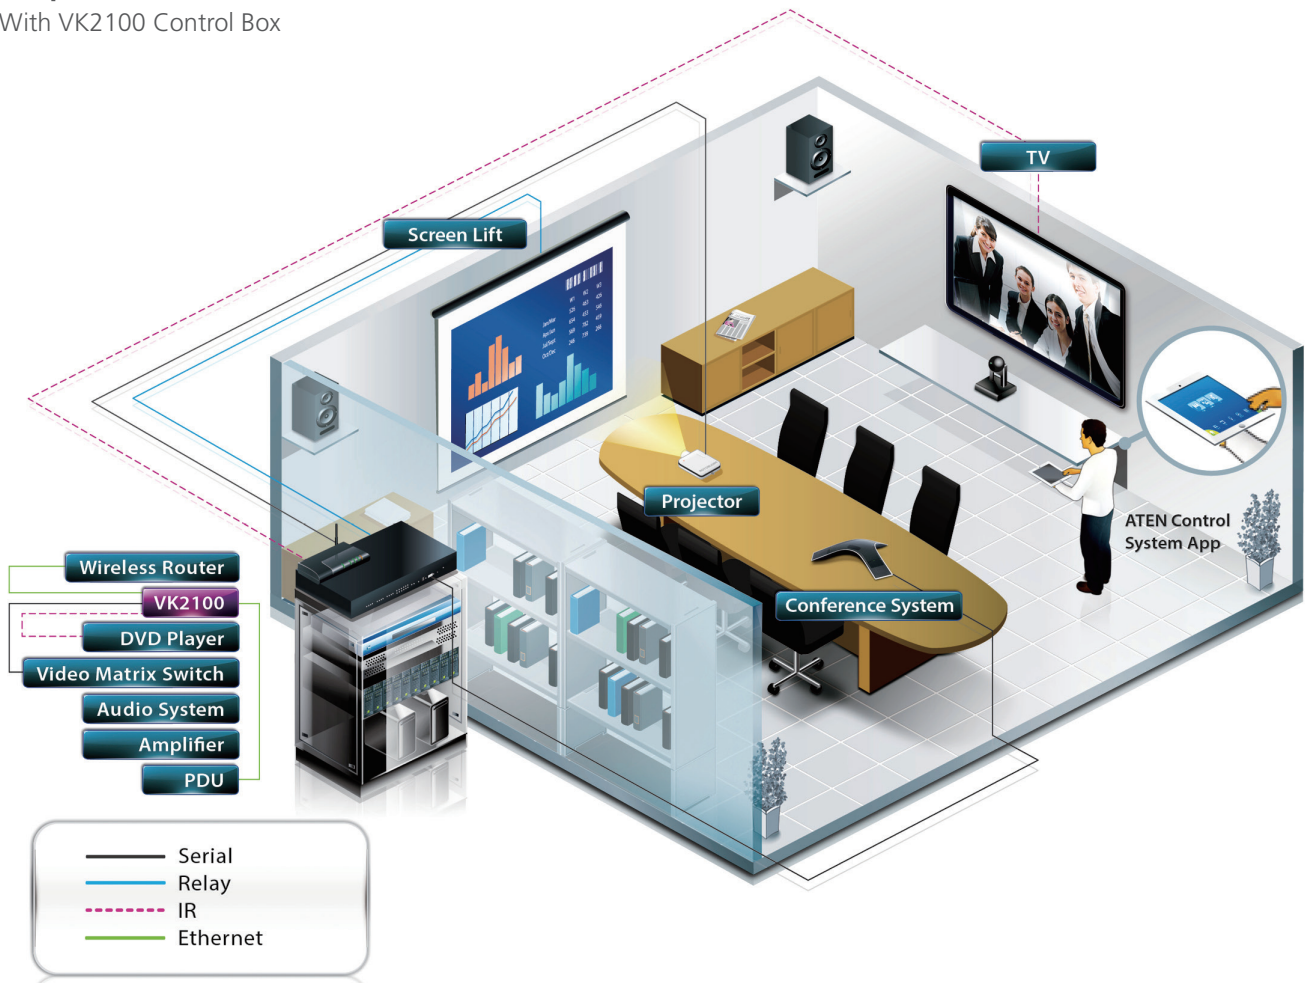 With VK2100 Control Box
TV
Screen Lift
Projector
ATEN Control
System App
Conference System
Wireless Router
VK2100
DVD Player
Video Matrix Switch
Audio System
Amplifier
PDU
Serial
Relay
IR
Ethernet